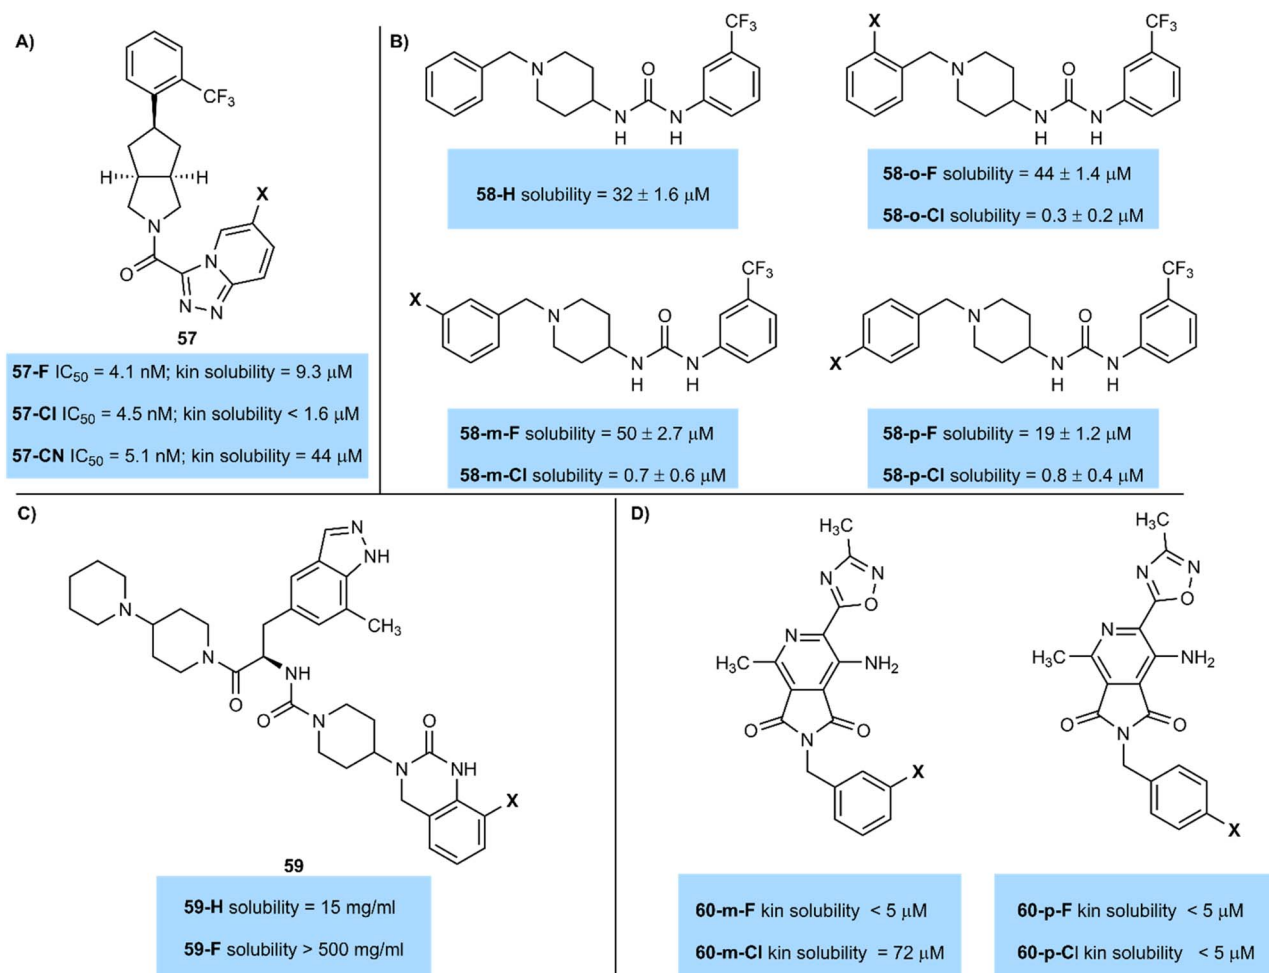 A)
CF3
H
H
X
N
O
N
N
N
57
57-F IC50 = 4.1 nM; kin solubility = 9.3 μM
57-Cl IC50 = 4.5 nM; kin solubility < 1.6 μM
57-CN IC50 = 5.1 nM; kin solubility = 44 μM
B)
CF3
N
O
N
N
H
H
58-H solubility = 32 ± 1.6 μM
X
CF3
N
O
N
N
H
H
58-o-F solubility = 44 ± 1.4 μM
58-o-Cl solubility = 0.3 ± 0.2 μM
CF3
X
N
O
N
N
H
H
58-m-F solubility = 50 ± 2.7 μM
58-m-Cl solubility = 0.7 ± 0.6 μM
CF3
N
O
X
N
N
H
H
58-p-F solubility = 19 ± 1.2 μM
58-p-Cl solubility = 0.8 ± 0.4 μM
C)
N
NH
N
CH3
N
NH
O
O
N
O
N
NH
X
59
59-H solubility = 15 mg/ml
59-F solubility > 500 mg/ml
D)
H3C
N
N
O
N
H3C
NH2
O
O
N
X
60-m-F kin solubility < 5 μM
60-m-Cl kin solubility = 72 μM
H3C
N
N
O
N
H3C
NH2
O
O
N
X
60-p-F kin solubility < 5 μM
60-p-Cl kin solubility < 5 μM